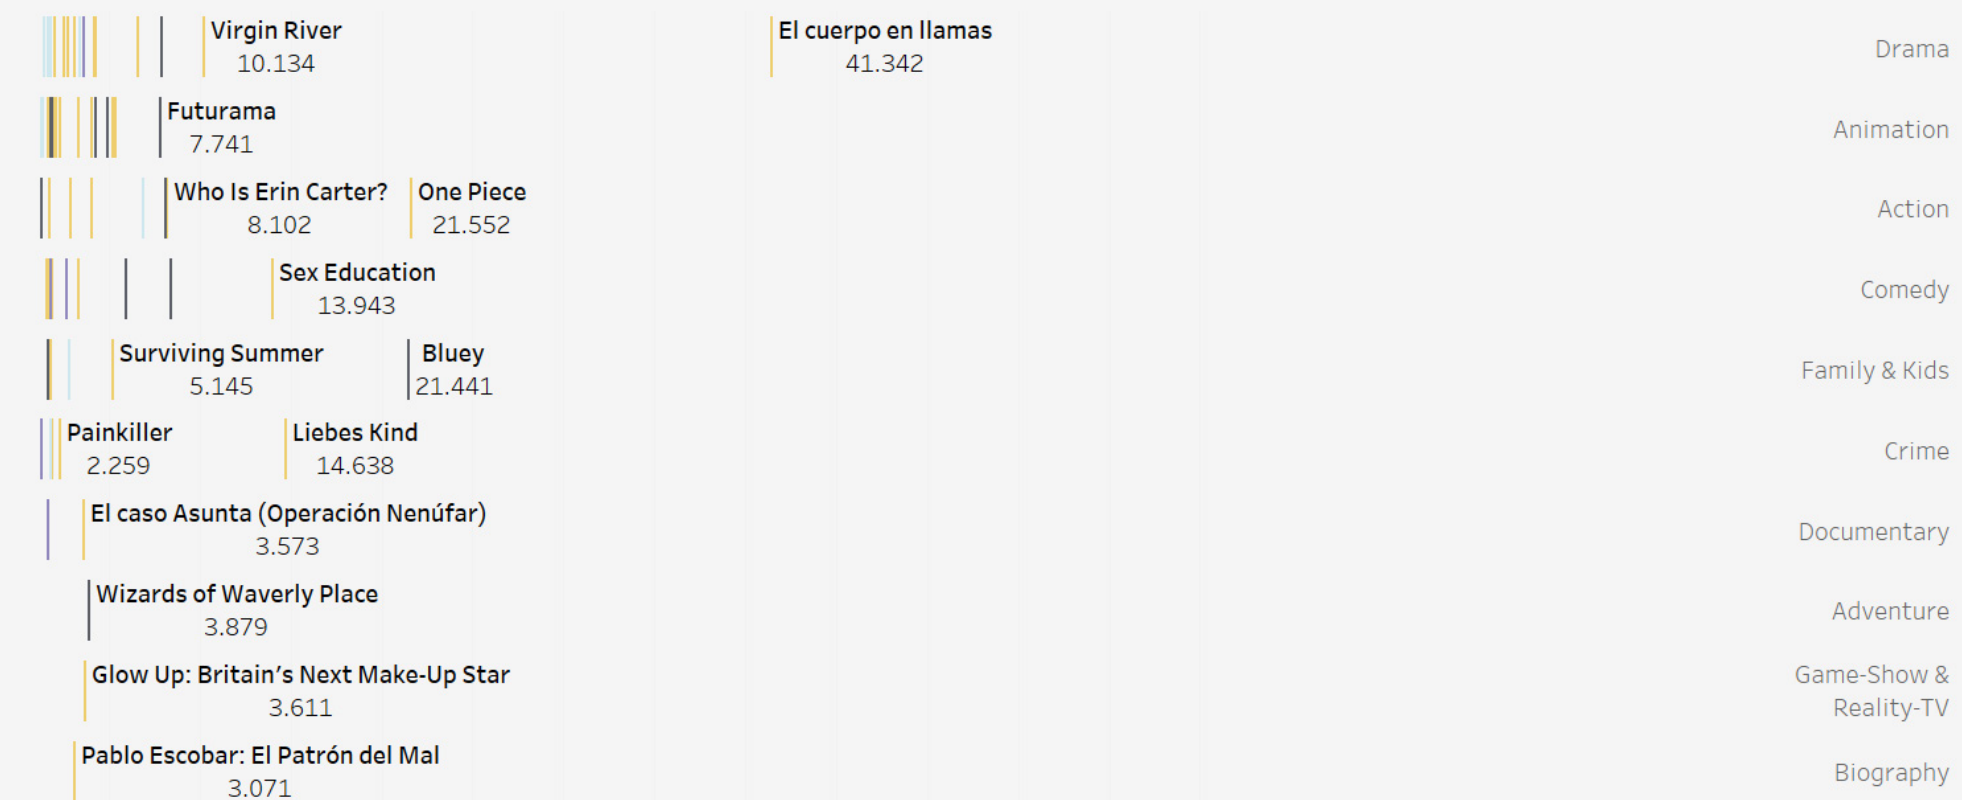 Virgin River
10.134
El cuerpo en llamas
41.342
Drama
Futurama
7.741
Animation
Who Is Erin Carter?
8.102
One Piece
21.552
Action
Sex Education
13.943
Comedy
Surviving Summer
5.145
Bluey
21.441
Family & Kids
Painkiller
2.259
Liebes Kind
14.638
Crime
El caso Asunta (Operación Nenúfar)
3.573
Documentary
Wizards of Waverly Place
3.879
Adventure
Glow Up: Britain’s Next Make-Up Star
3.611
Game-Show &
Reality-TV
Pablo Escobar: El Patrón del Mal
3.071
Biography